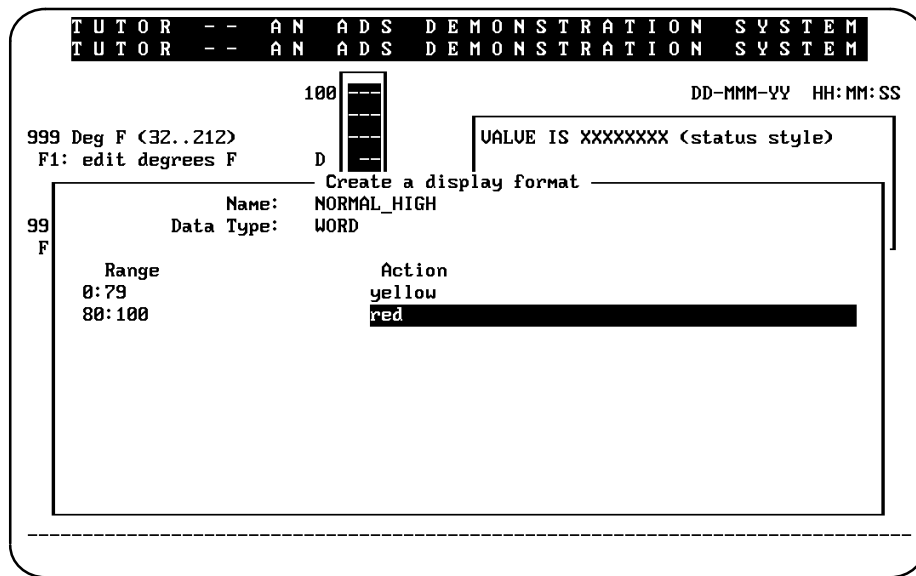 TUTOR -- AN ADS DEMONSTRATION SYSTEM
TUTOR -- AN ADS DEMONSTRATION SYSTEM
100 --- DD-MMM-YY HH:MM:SS
---
999 Deg F (32..212) --- VALUE IS XXXXXXXX (status style)
F1: edit degrees F D --
Create a display format
Name: NORMAL_HIGH
99 Data Type: WORD
F
Range Action
0:79 yellow
80:100 red